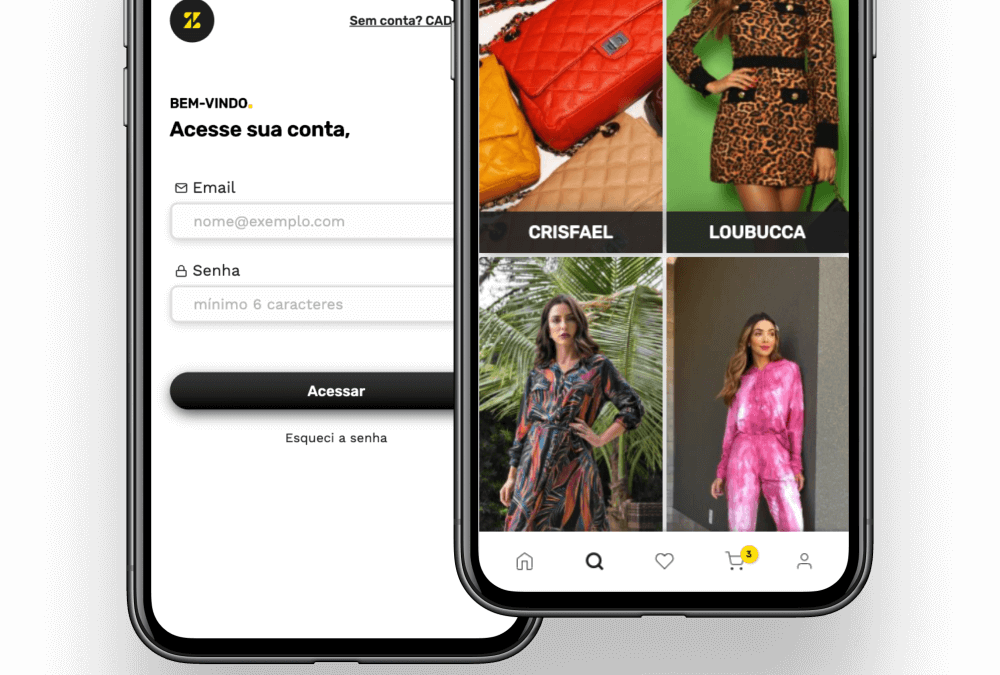 Sem conta? CAD
BEM-VINDO.
Acesse sua conta,
Email
nome@exemplo.com
Senha
mínimo 6 caracteres
Acessar
Esqueci a senha
CRISFAEL
LOUBUCCA
3